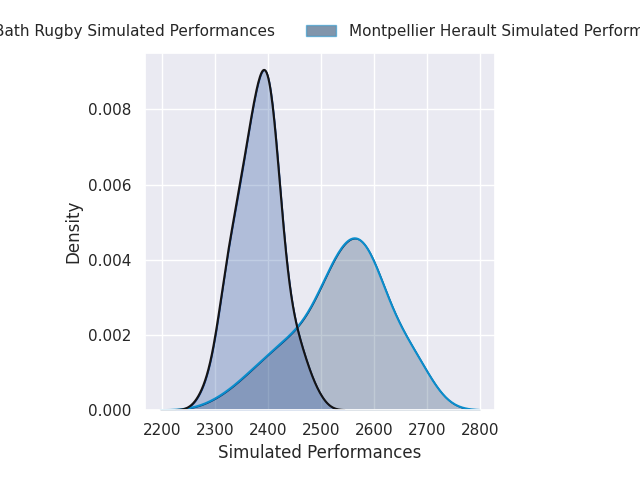 Bath Rugby Simulated Performances
Montpellier Herault Simulated Perform
0.008
0.006
0.004
0.002
0.000
Density
2200 2300 2400 2500 2600 2700 2800
Simulated Performances